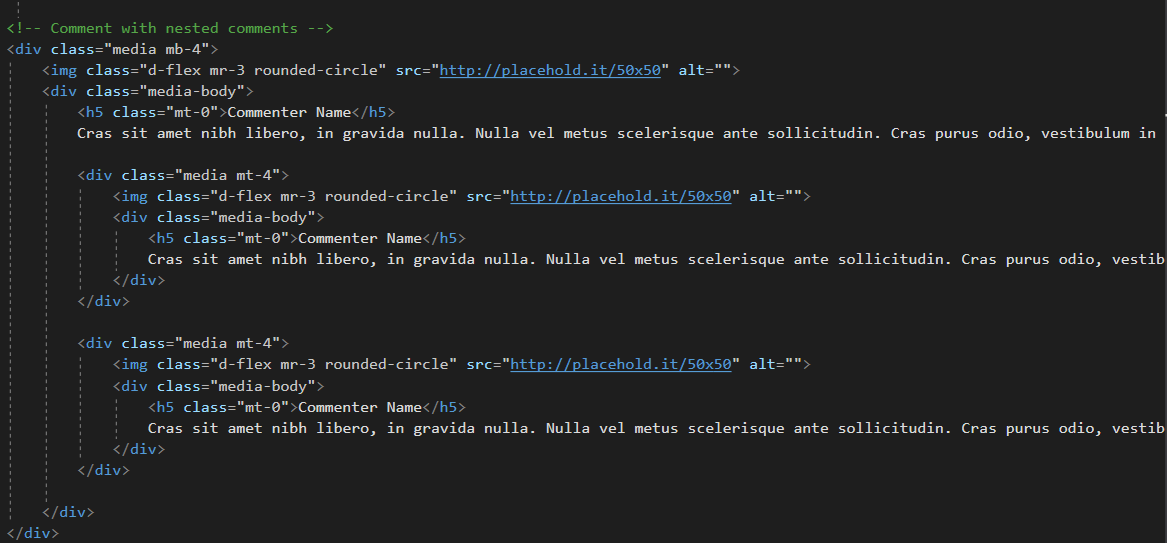 <!-- Comment with nested comments -->
<div class="media mb-4">
<img class="d-flex mr-3 rounded-circle" src="http://placehold.it/50x50" alt="">
<div class="media-body">
<h5 class="mt-0">Commenter Name</h5>
Cras sit amet nibh libero, in gravida nulla. Nulla vel metus scelerisque ante sollicitudin. Cras purus odio, vestibulum in
<div class="media mt-4">
<img class="d-flex mr-3 rounded-circle" src="http://placehold.it/50x50" alt="">
<div class="media-body">
<h5 class="mt-0">Commenter Name</h5>
Cras sit amet nibh libero, in gravida nulla. Nulla vel metus scelerisque ante sollicitudin. Cras purus odio, vestib
</div>
</div>
<div class="media mt-4">
<img class="d-flex mr-3 rounded-circle" src="http://placehold.it/50x50" alt="">
<div class="media-body">
<h5 class="mt-0">Commenter Name</h5>
Cras sit amet nibh libero, in gravida nulla. Nulla vel metus scelerisque ante sollicitudin. Cras purus odio, vestib
</div>
</div>
</div>
</div>